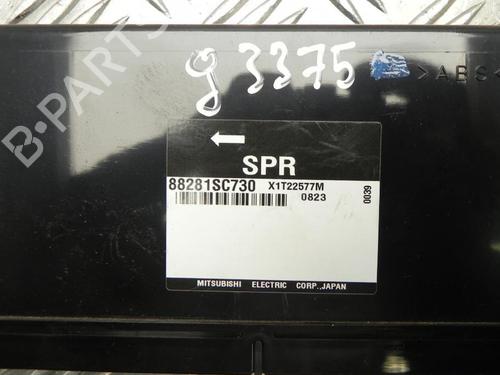 g 3375
>ABS<
SPR
88281SC730 X1T22577M
0823
0039
MITSUBISHI ELECTRIC CORP.,JAPAN
B-PARTS